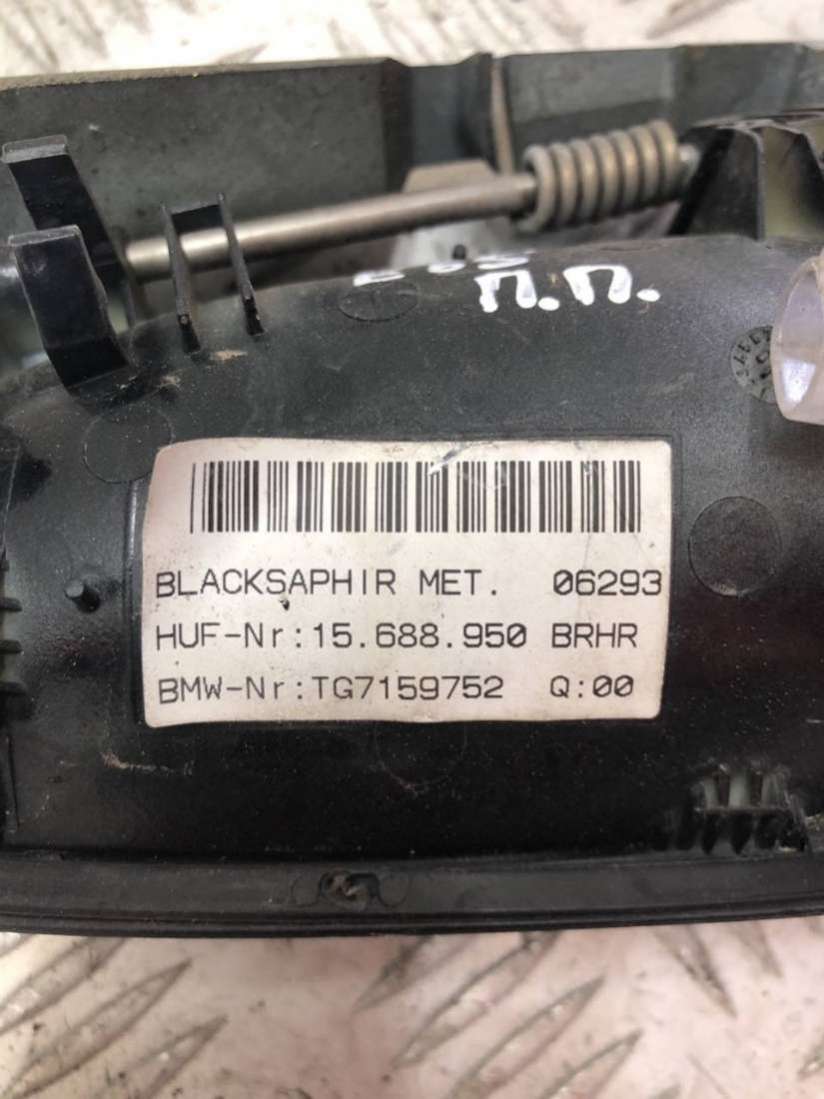 П.П.
BLACKSAPHIR MET. 06293
HUF-Nr:15.688.950 BRHR
BMW-Nr:TG7159752 Q:00